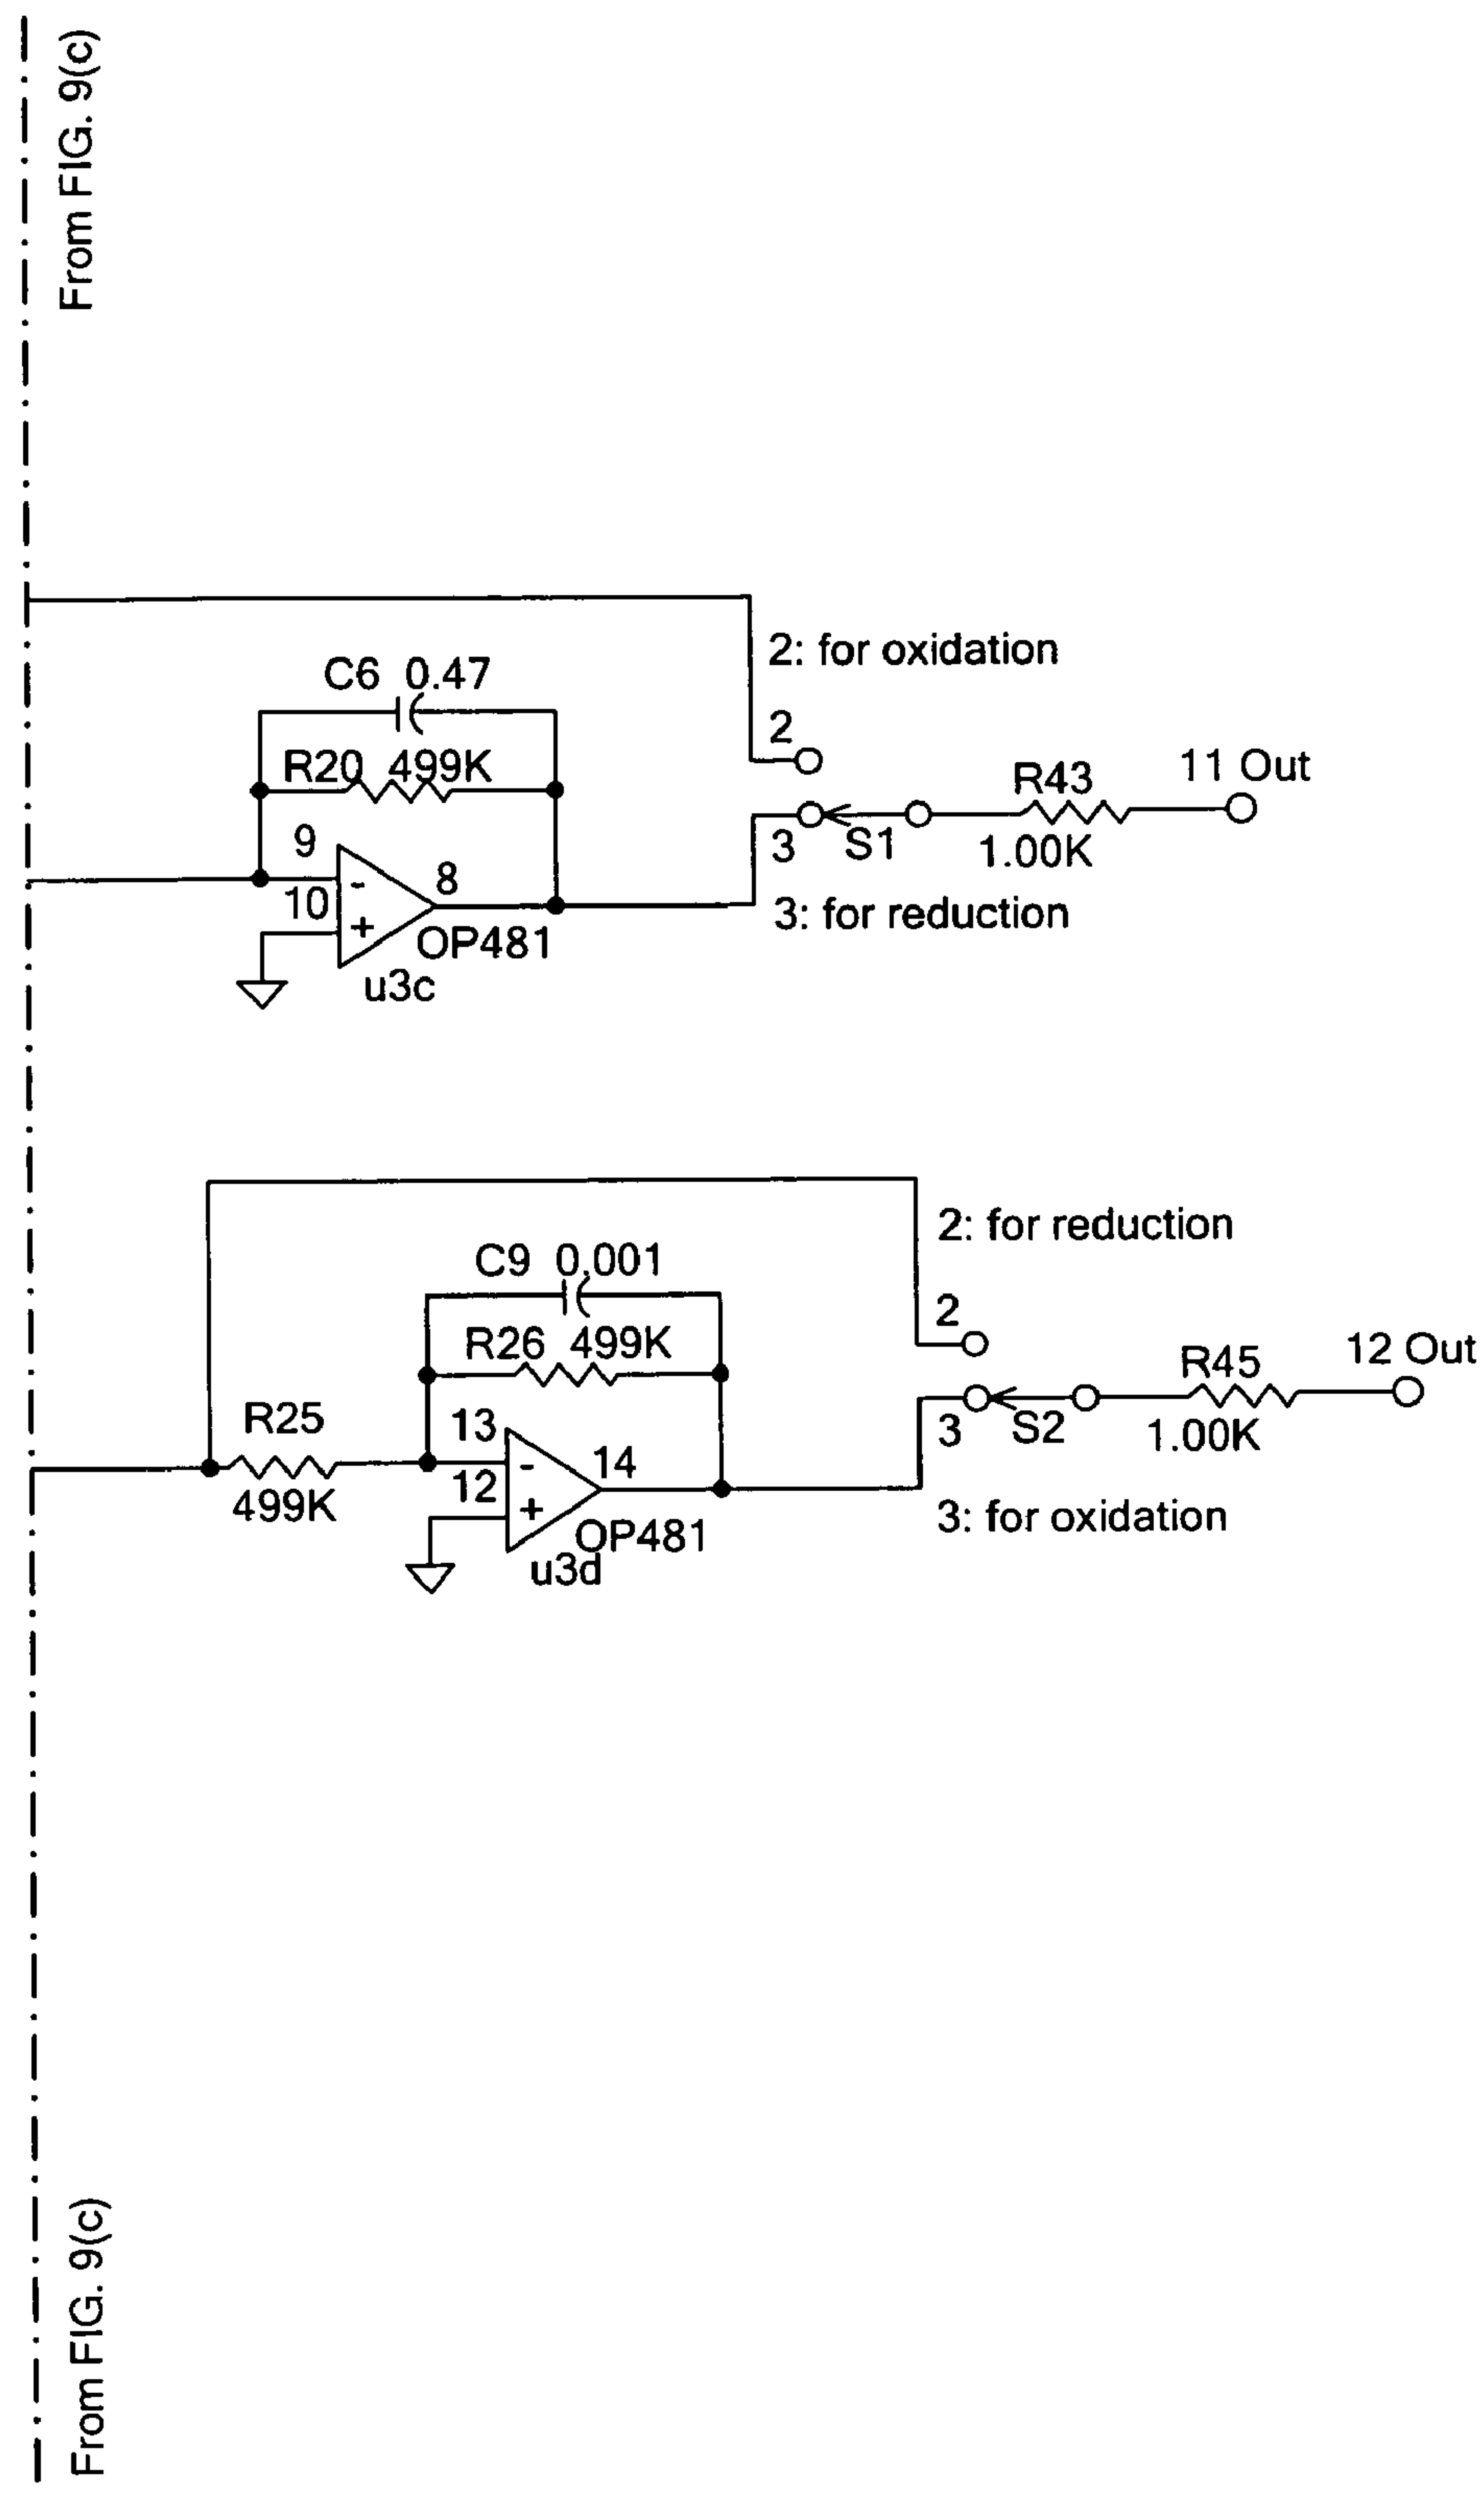 From FIG. 9(c)
2: for oxidation
C6 0.47
2
R20 499K
11 Out
R43
9
3
S1
1.00K
8
10
-
+
3: for reduction
OP481
u3c
2: for reduction
C9 0.001
2
R26 499K
12 Out
R45
R25
13
3
S2
1.00K
14
12
-
+
499K
3: for oxidation
OP481
u3d
From FIG. 9(c)